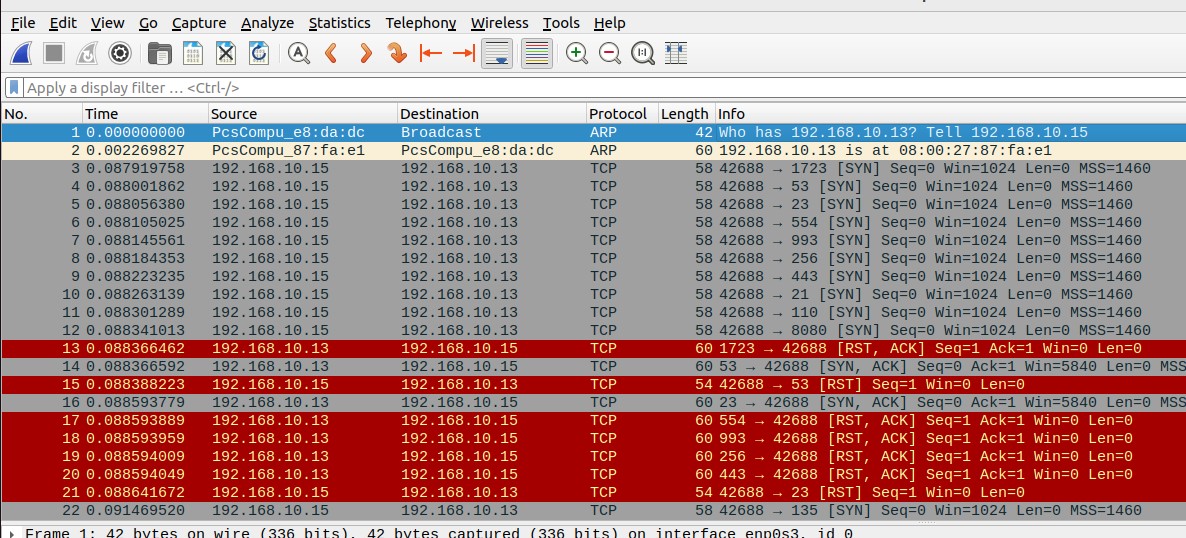 File Edit View Go Capture Analyze Statistics Telephony Wireless Tools Help
Apply a display filter … <Ctrl-/>
No. Time Source Destination Protocol Length Info
1 0.000000000 PcsCompu_e8:da:dc Broadcast ARP 42 Who has 192.168.10.13? Tell 192.168.10.15
2 0.002269827 PcsCompu_87:fa:e1 PcsCompu_e8:da:dc ARP 60 192.168.10.13 is at 08:00:27:87:fa:e1
3 0.087919758 192.168.10.15 192.168.10.13 TCP 58 42688 → 1723 [SYN] Seq=0 Win=1024 Len=0 MSS=1460
4 0.088001862 192.168.10.15 192.168.10.13 TCP 58 42688 → 53 [SYN] Seq=0 Win=1024 Len=0 MSS=1460
5 0.088056380 192.168.10.15 192.168.10.13 TCP 58 42688 → 23 [SYN] Seq=0 Win=1024 Len=0 MSS=1460
6 0.088105025 192.168.10.15 192.168.10.13 TCP 58 42688 → 554 [SYN] Seq=0 Win=1024 Len=0 MSS=1460
7 0.088145561 192.168.10.15 192.168.10.13 TCP 58 42688 → 993 [SYN] Seq=0 Win=1024 Len=0 MSS=1460
8 0.088184353 192.168.10.15 192.168.10.13 TCP 58 42688 → 256 [SYN] Seq=0 Win=1024 Len=0 MSS=1460
9 0.088223235 192.168.10.15 192.168.10.13 TCP 58 42688 → 443 [SYN] Seq=0 Win=1024 Len=0 MSS=1460
10 0.088263139 192.168.10.15 192.168.10.13 TCP 58 42688 → 21 [SYN] Seq=0 Win=1024 Len=0 MSS=1460
11 0.088301289 192.168.10.15 192.168.10.13 TCP 58 42688 → 110 [SYN] Seq=0 Win=1024 Len=0 MSS=1460
12 0.088341013 192.168.10.15 192.168.10.13 TCP 58 42688 → 8080 [SYN] Seq=0 Win=1024 Len=0 MSS=1460
13 0.088366462 192.168.10.13 192.168.10.15 TCP 60 1723 → 42688 [RST, ACK] Seq=1 Ack=1 Win=0 Len=0
14 0.088366592 192.168.10.13 192.168.10.15 TCP 60 53 → 42688 [SYN, ACK] Seq=0 Ack=1 Win=5840 Len=0 MSS
15 0.088388223 192.168.10.15 192.168.10.13 TCP 54 42688 → 53 [RST] Seq=1 Win=0 Len=0
16 0.088593779 192.168.10.13 192.168.10.15 TCP 60 23 → 42688 [SYN, ACK] Seq=0 Ack=1 Win=5840 Len=0 MSS
17 0.088593889 192.168.10.13 192.168.10.15 TCP 60 554 → 42688 [RST, ACK] Seq=1 Ack=1 Win=0 Len=0
18 0.088593959 192.168.10.13 192.168.10.15 TCP 60 993 → 42688 [RST, ACK] Seq=1 Ack=1 Win=0 Len=0
19 0.088594009 192.168.10.13 192.168.10.15 TCP 60 256 → 42688 [RST, ACK] Seq=1 Ack=1 Win=0 Len=0
20 0.088594049 192.168.10.13 192.168.10.15 TCP 60 443 → 42688 [RST, ACK] Seq=1 Ack=1 Win=0 Len=0
21 0.088641672 192.168.10.15 192.168.10.13 TCP 54 42688 → 23 [RST] Seq=1 Win=0 Len=0
22 0.091469520 192.168.10.15 192.168.10.13 TCP 58 42688 → 135 [SYN] Seq=0 Win=1024 Len=0 MSS=1460
Frame 1: 42 bytes on wire (336 bits), 42 bytes captured (336 bits) on interface enp0s3, id 0